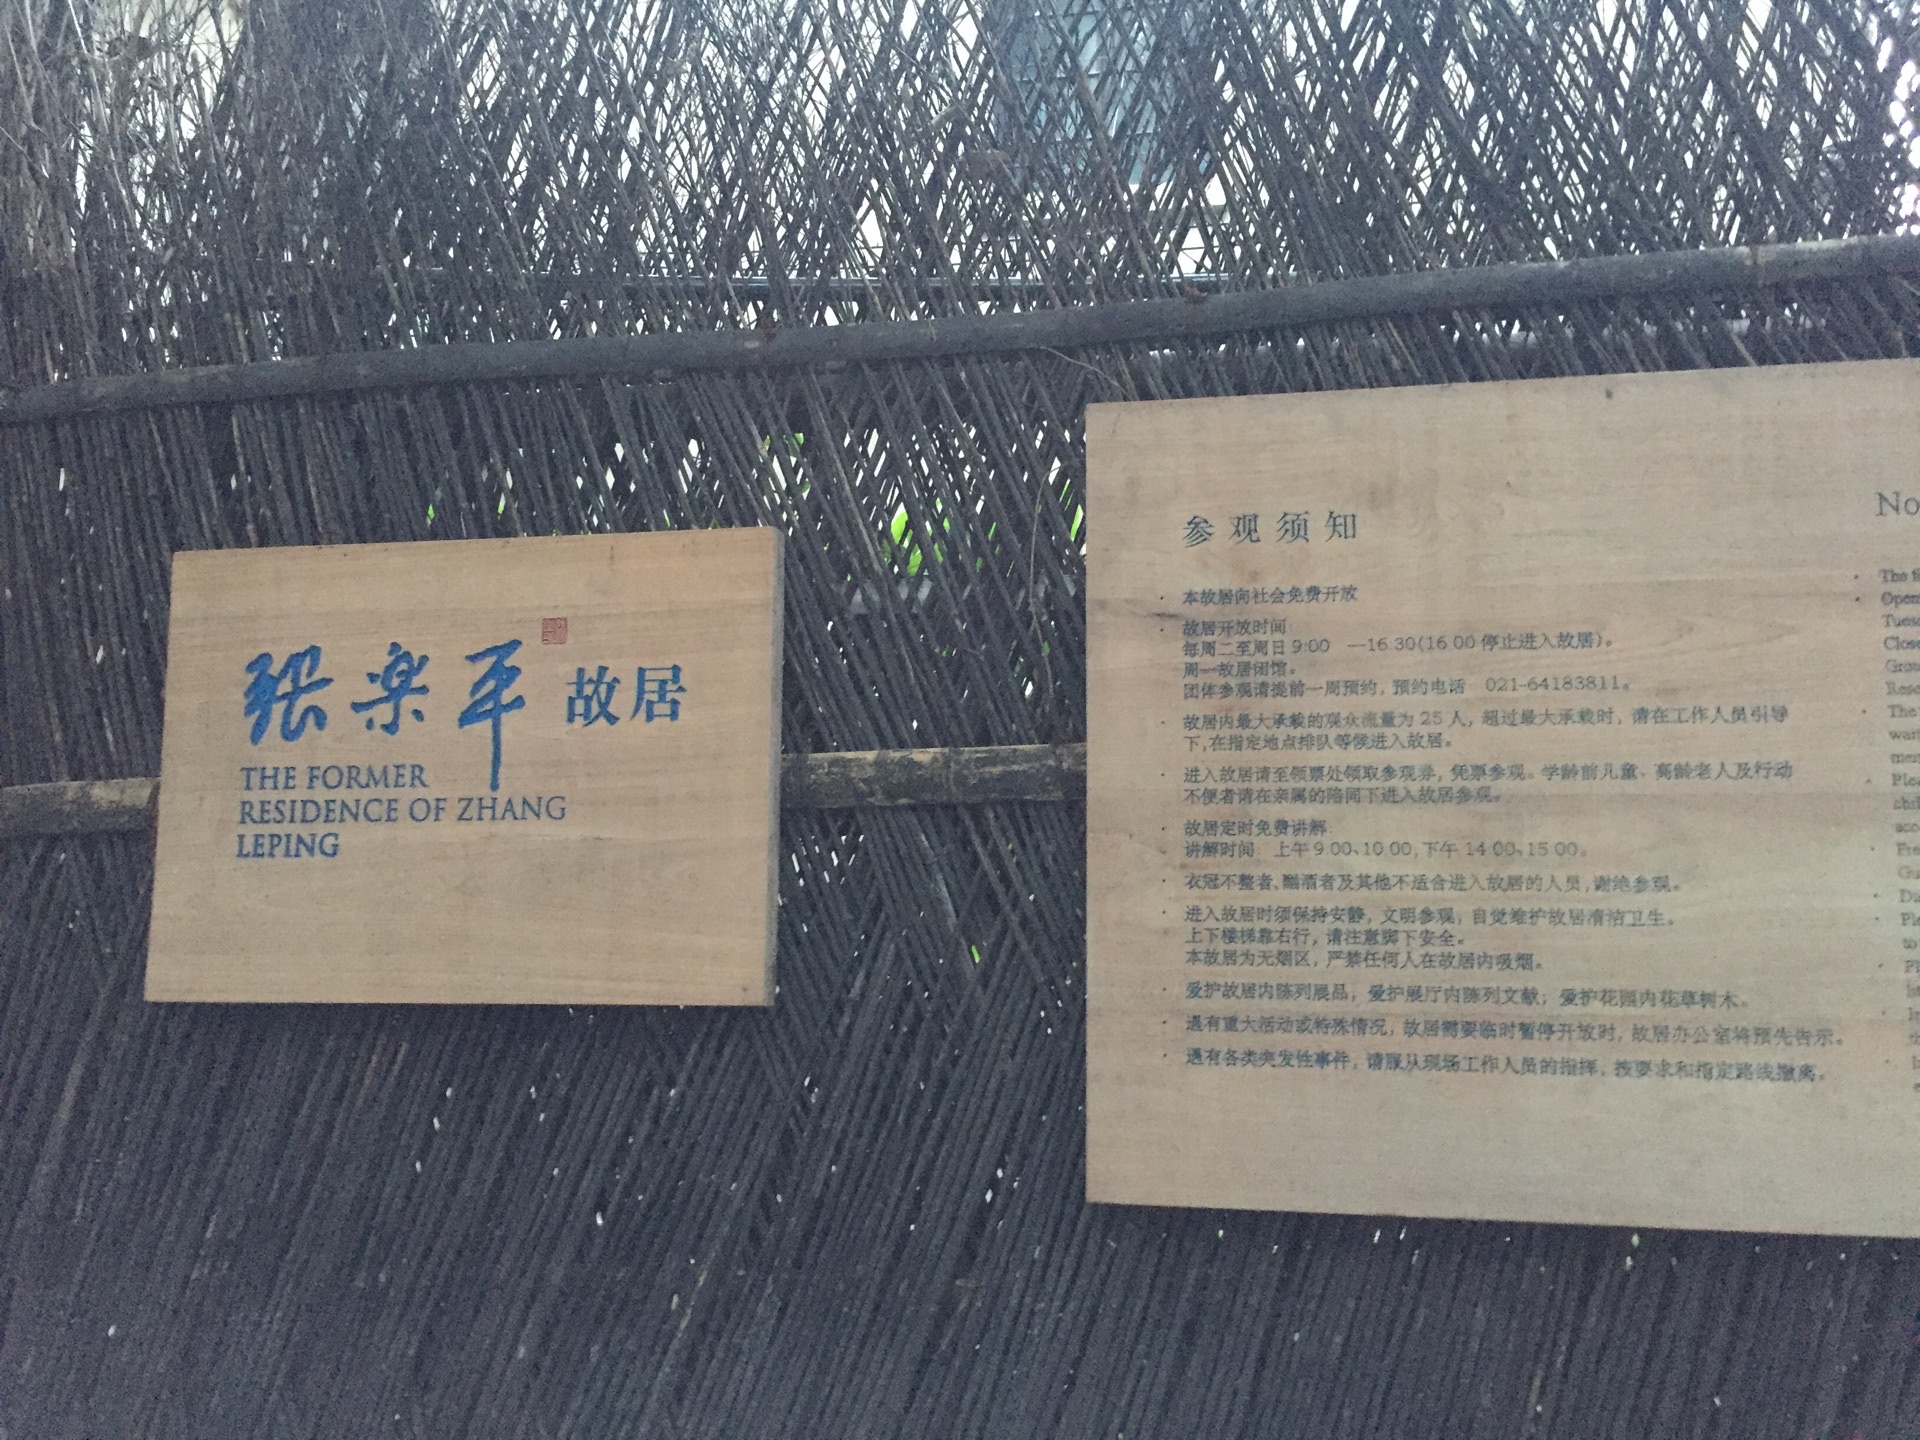 张乐平故居
THE FORMER
RESIDENCE OF ZHANG
LEPING
参观须知
· 本故居向社会免费开放
· 故居开放时间:
每周二至周日 9:00 —16:30(16:00 停止进入故居)。
周一故居闭馆。
团体参观请提前一周预约，预约电话 021-64183811。
· 故居内最大承载的观众流量为 25 人，超过最大承载时，请在工作人员引导
下,在指定地点排队等候进入故居。
· 进入故居请至领票处领取参观券，凭票参观。学龄前儿童、高龄老人及行动
不便者请在亲属的陪同下进入故居参观。
· 故居定时免费讲解:
讲解时间: 上午 9:00、10:00,下午 14:00、15:00。
· 衣冠不整者、酗酒者及其他不适合进入故居的人员,谢绝参观。
· 进入故居时须保持安静，文明参观；自觉维护故居清洁卫生。
上下楼梯靠右行，请注意脚下安全。
本故居为无烟区，严禁任何人在故居内吸烟。
· 爱护故居内陈列展品；爱护展厅内陈列文献；爱护花园内花草树木。
· 遇有重大活动或特殊情况，故居需要临时暂停开放时，故居办公室将预先告示。
· 遇有各类突发性事件，请服从现场工作人员的指挥，按要求和指定路线撤离。
No
The
Open
Tues
Close
Grou
The